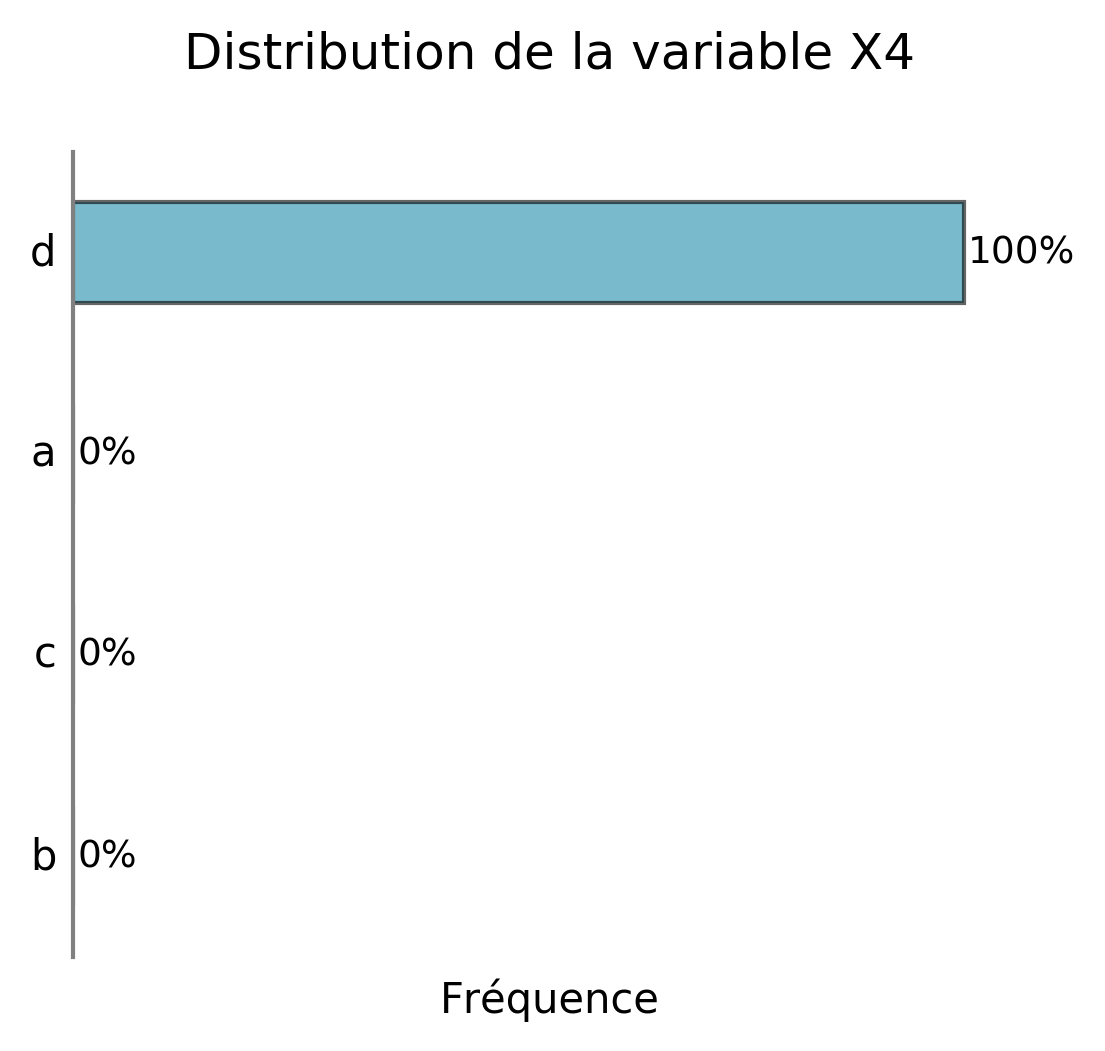 Distribution de la variable X4
d 100%
a 0%
c 0%
b 0%
Fréquence